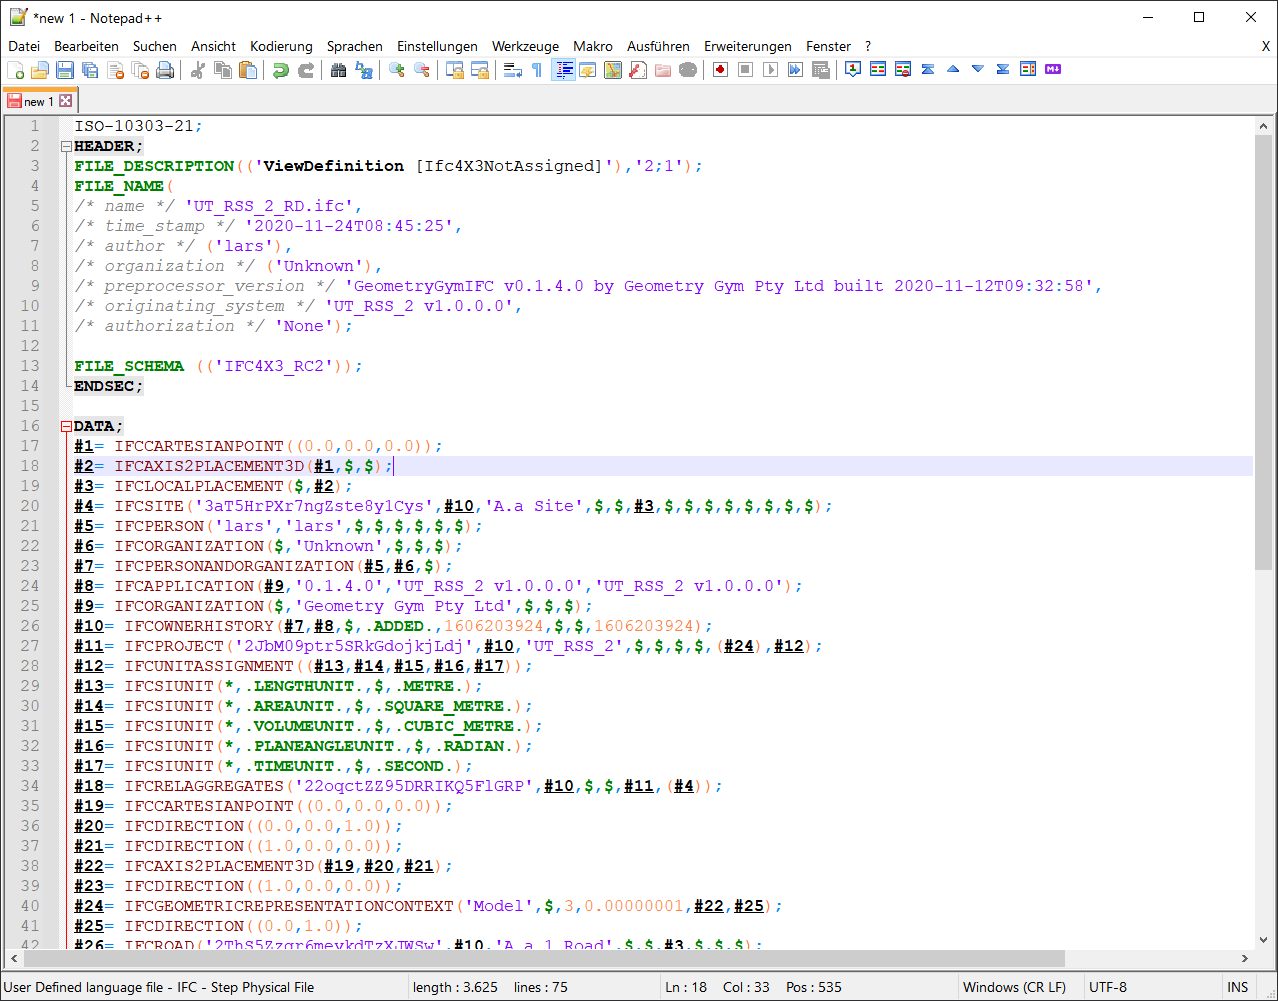 *new 1 - Notepad++
Datei Bearbeiten Suchen Ansicht Kodierung Sprachen Einstellungen Werkzeuge Makro Ausführen Erweiterungen Fenster ? X
new 1
1 ISO-10303-21;
2 HEADER;
3 FILE_DESCRIPTION(('ViewDefinition [Ifc4X3NotAssigned]'),'2;1');
4 FILE_NAME(
5 /* name */ 'UT_RSS_2_RD.ifc',
6 /* time_stamp */ '2020-11-24T08:45:25',
7 /* author */ ('lars'),
8 /* organization */ ('Unknown'),
9 /* preprocessor_version */ 'GeometryGymIFC v0.1.4.0 by Geometry Gym Pty Ltd built 2020-11-12T09:32:58',
10 /* originating_system */ 'UT_RSS_2 v1.0.0.0',
11 /* authorization */ 'None');
12
13 FILE_SCHEMA (('IFC4X3_RC2'));
14 ENDSEC;
15
16 DATA;
17 #1= IFCCARTESIANPOINT((0.0,0.0,0.0));
18 #2= IFCAXIS2PLACEMENT3D(#1,$,$);
19 #3= IFCLOCALPLACEMENT($,#2);
20 #4= IFCSITE('3aT5HrPXr7ngZste8y1Cys',#10,'A.a Site',$,$,#3,$,$,$,$,$,$,$,$);
21 #5= IFCPERSON('lars','lars',$,$,$,$,$,$);
22 #6= IFCORGANIZATION($,'Unknown',$,$,$);
23 #7= IFCPERSONANDORGANIZATION(#5,#6,$);
24 #8= IFCAPPLICATION(#9,'0.1.4.0','UT_RSS_2 v1.0.0.0','UT_RSS_2 v1.0.0.0');
25 #9= IFCORGANIZATION($,'Geometry Gym Pty Ltd',$,$,$);
26 #10= IFCOWNERHISTORY(#7,#8,$,.ADDED.,1606203924,$,$,1606203924);
27 #11= IFCPROJECT('2JbM09ptr5SRkGdojkjLdj',#10,'UT_RSS_2',$,$,$,$,(#24),#12);
28 #12= IFCUNITASSIGNMENT((#13,#14,#15,#16,#17));
29 #13= IFCSIUNIT(*,.LENGTHUNIT.,$,.METRE.);
30 #14= IFCSIUNIT(*,.AREAUNIT.,$,.SQUARE_METRE.);
31 #15= IFCSIUNIT(*,.VOLUMEUNIT.,$,.CUBIC_METRE.);
32 #16= IFCSIUNIT(*,.PLANEANGLEUNIT.,$,.RADIAN.);
33 #17= IFCSIUNIT(*,.TIMEUNIT.,$,.SECOND.);
34 #18= IFCRELAGGREGATES('22oqctZZ95DRRIKQ5FlGRP',#10,$,$,#11,(#4));
35 #19= IFCCARTESIANPOINT((0.0,0.0,0.0));
36 #20= IFCDIRECTION((0.0,0.0,1.0));
37 #21= IFCDIRECTION((1.0,0.0,0.0));
38 #22= IFCAXIS2PLACEMENT3D(#19,#20,#21);
39 #23= IFCDIRECTION((1.0,0.0,0.0));
40 #24= IFCGEOMETRICREPRESENTATIONCONTEXT('Model',$,3,0.00000001,#22,#25);
41 #25= IFCDIRECTION((0.0,1.0));
42 #26= IFCROAD('2ThS5Zzgr6mevkdTzXJWSw',#10,'A.a.1 Road',$,$,#3,$,$,$);
User Defined language file - IFC - Step Physical File length : 3.625 lines : 75 Ln : 18 Col : 33 Pos : 535 Windows (CR LF) UTF-8 INS